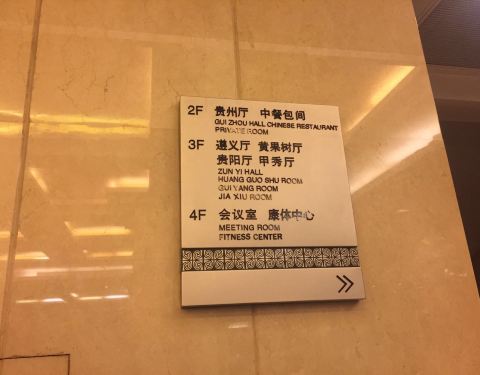 2F 贵州厅 中餐包间
GUI ZHOU HALL CHINESE RESTAURANT
PRIVATE ROOM
3F 遵义厅 黄果树厅
贵阳厅 甲秀厅
ZUN YI HALL
HUANG GUO SHU ROOM
GUI YANG ROOM
JIA XIU ROOM
4F 会议室 康体中心
MEETING ROOM
FITNESS CENTER